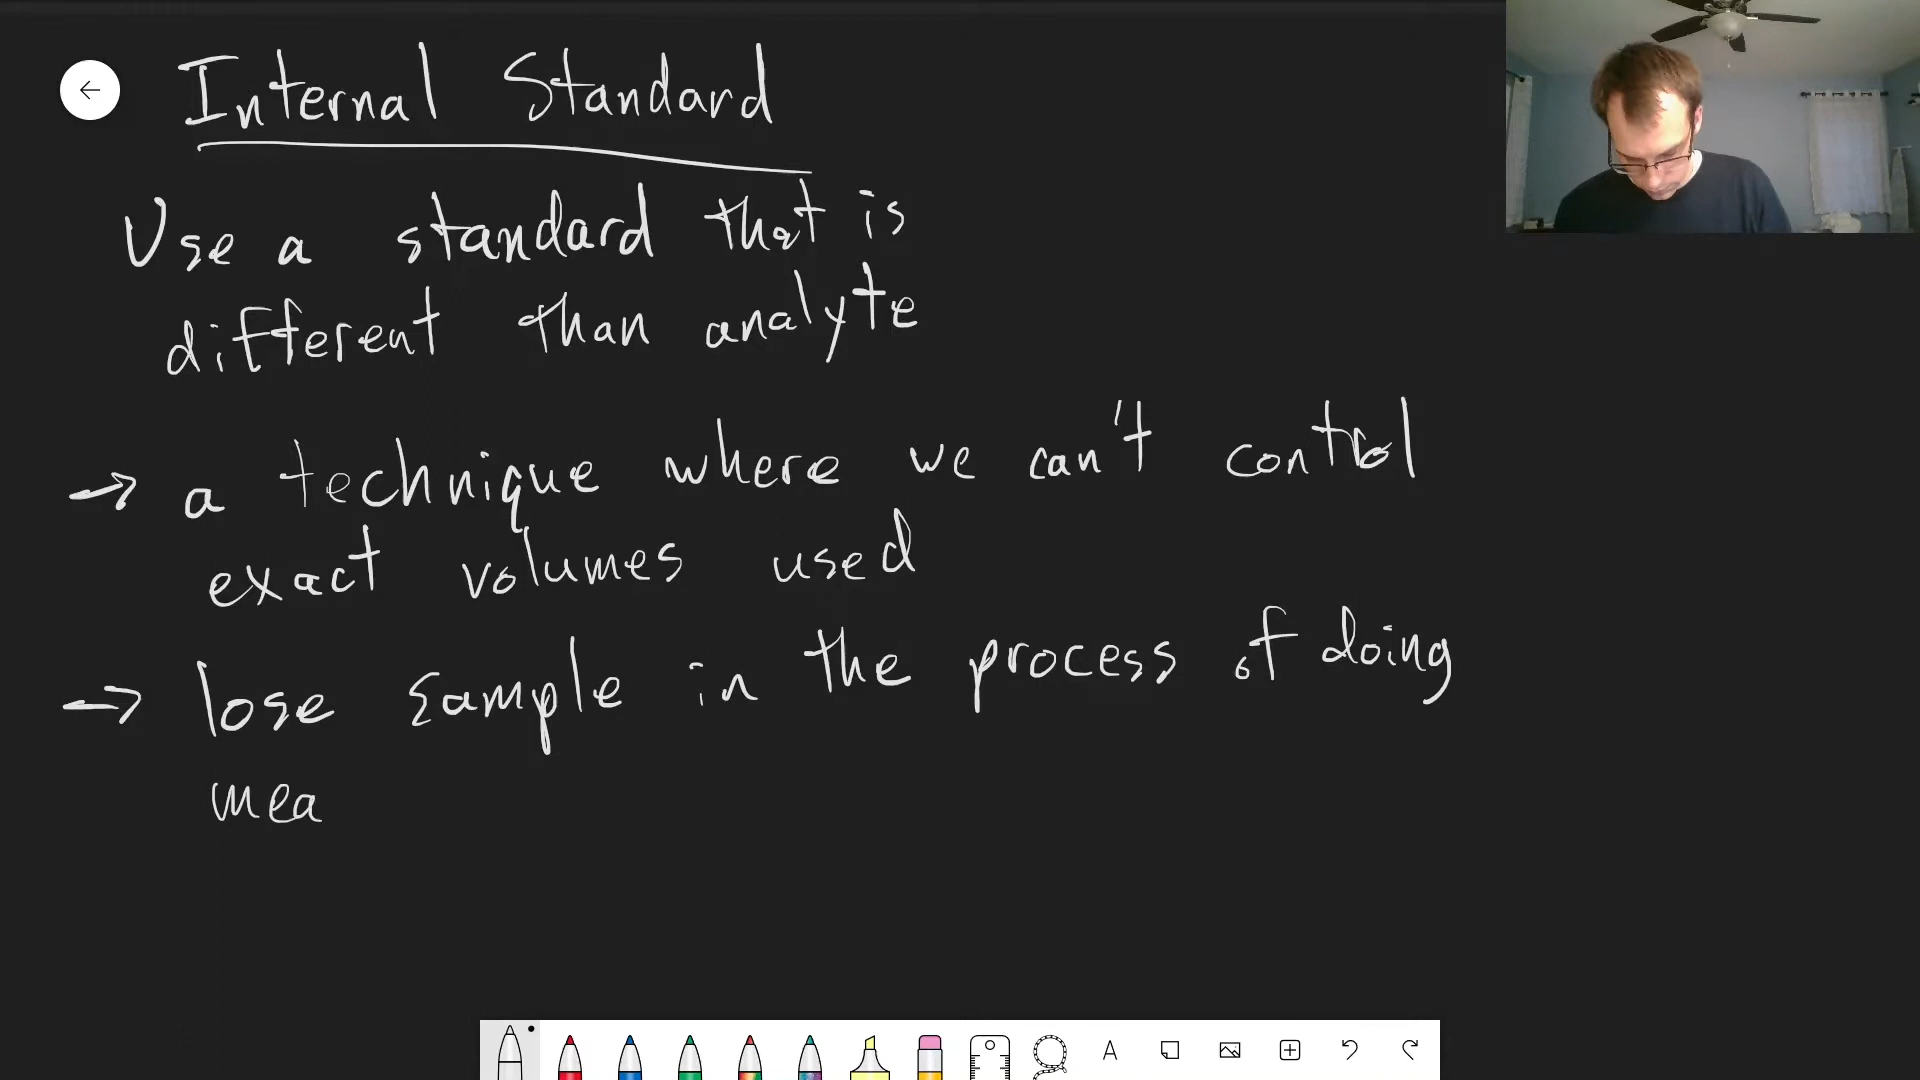 Internal Standard
Use a standard that is
different than analyte
→ a technique where we can't control
exact volumes used
→ lose sample in the process of doing
mea
A